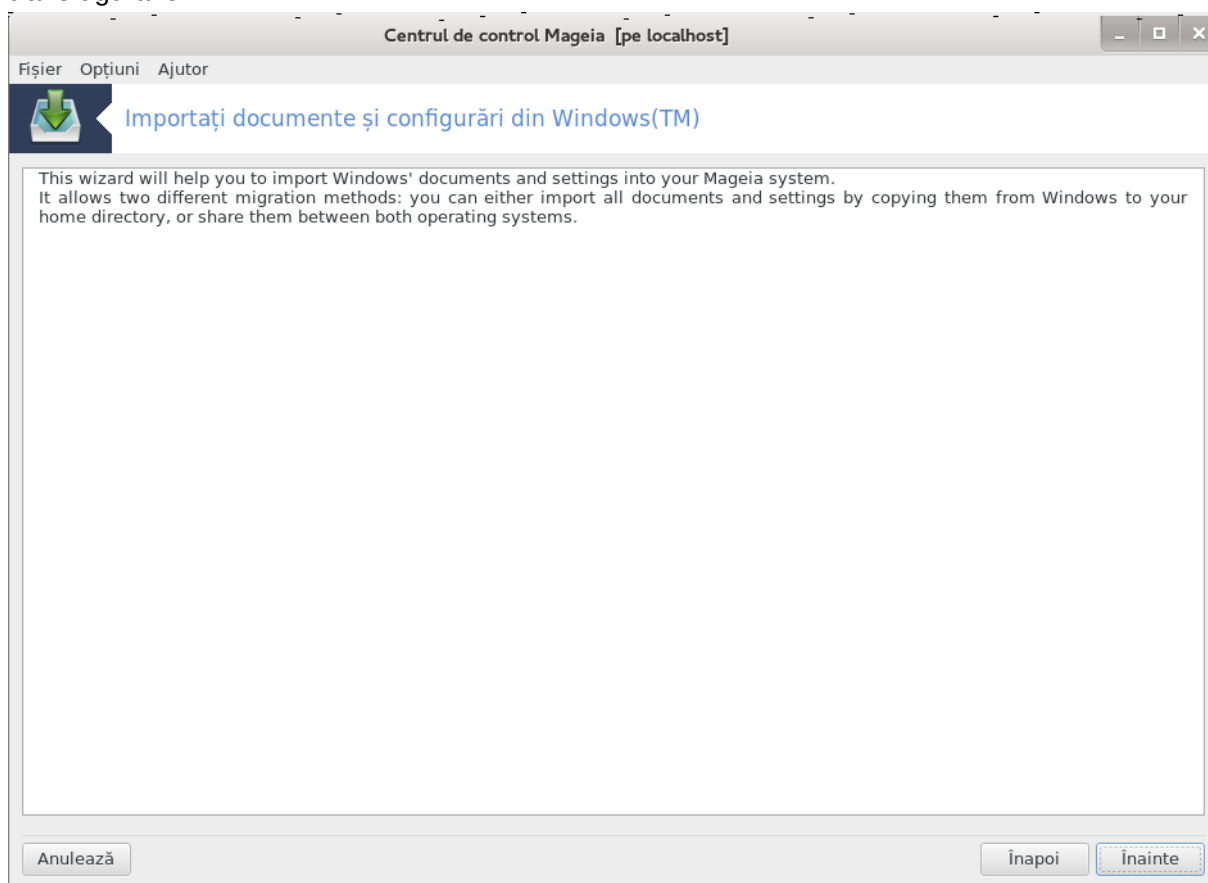 Centrul de control Mageia [pe localhost]
Fișier Opțiuni Ajutor
Importați documente și configurări din Windows(TM)
This wizard will help you to import Windows' documents and settings into your Mageia system.
It allows two different migration methods: you can either import all documents and settings by copying them from Windows to your
home directory, or share them between both operating systems.
Anulează Înapoi Înainte